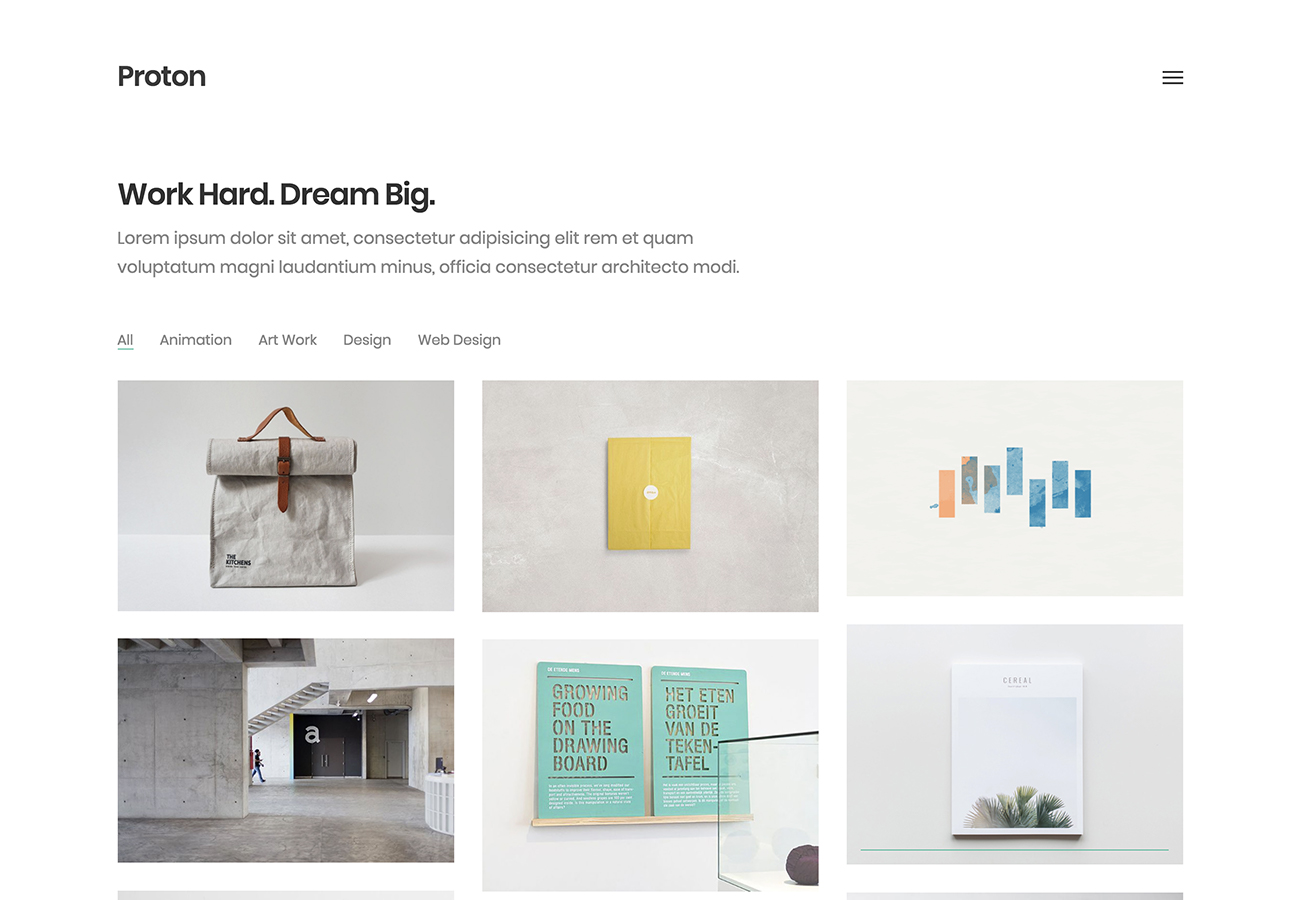 Proton
Work Hard. Dream Big.
Lorem ipsum dolor sit amet, consectetur adipisicing elit rem et quam
voluptatum magni laudantium minus, officia consectetur architecto modi.
All Animation Art Work Design Web Design
THE
KITCHENS
a
GROWING
FOOD
ON THE
DRAWING
BOARD
HET ETEN
GROEIT
VAN DE
TEKEN-
TAFEL
CEREAL